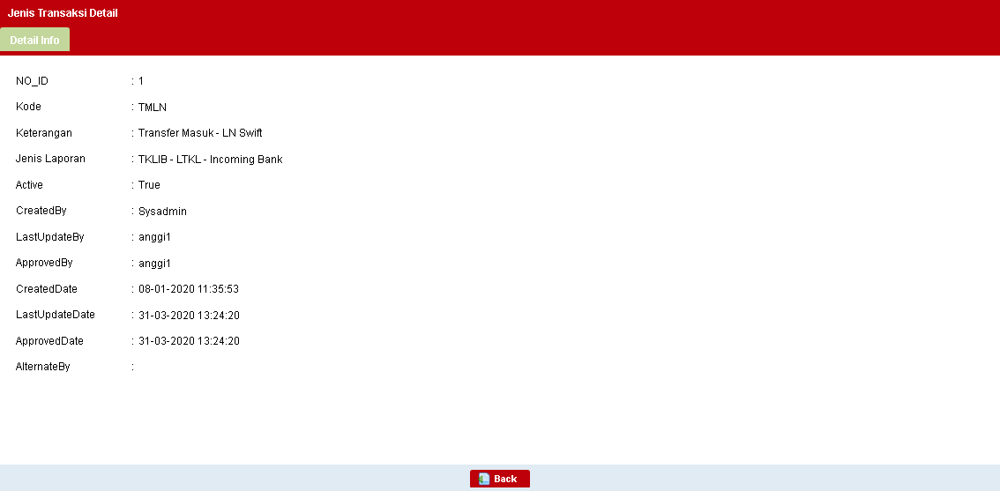 Jenis Transaksi Detail
Detail Info
NO_ID : 1
Kode : TMLN
Keterangan : Transfer Masuk - LN Swift
Jenis Laporan : TKLIB - LTKL - Incoming Bank
Active : True
CreatedBy : Sysadmin
LastUpdateBy : anggi1
ApprovedBy : anggi1
CreatedDate : 08-01-2020 11:35:53
LastUpdateDate : 31-03-2020 13:24:20
ApprovedDate : 31-03-2020 13:24:20
AlternateBy :
Back